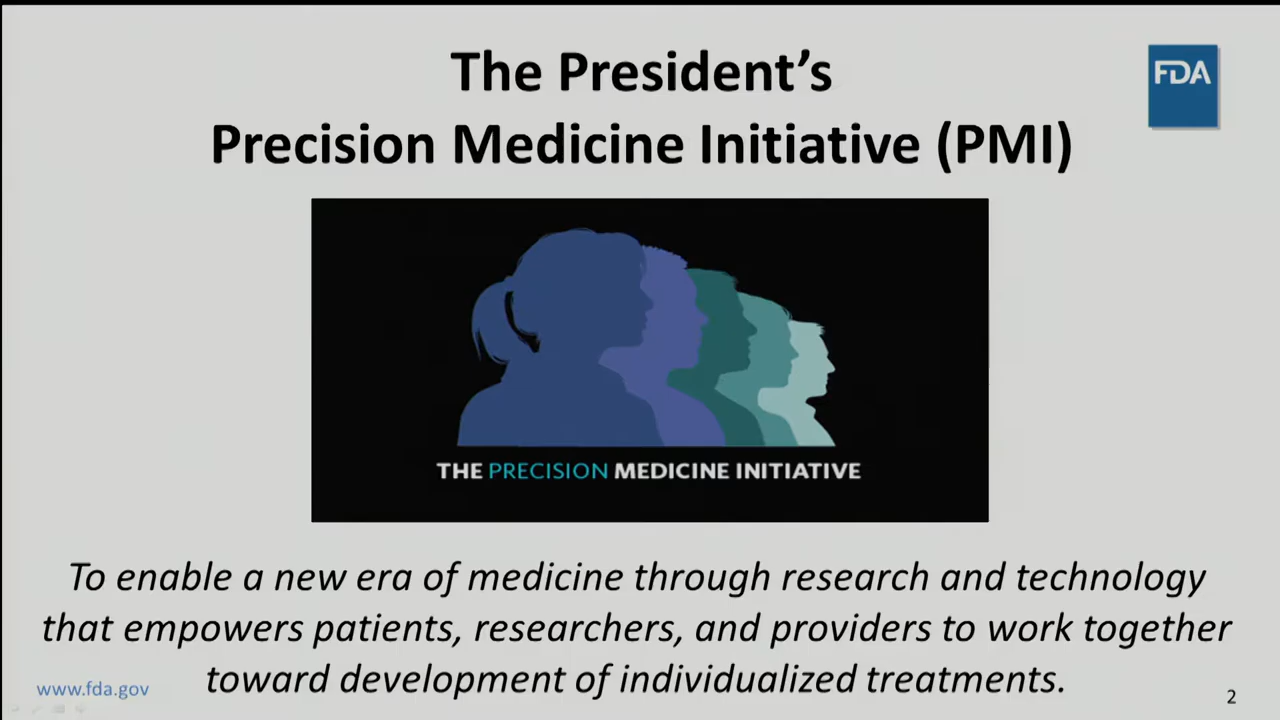 The President’s
FDA
Precision Medicine Initiative (PMI)
THE PRECISION MEDICINE INITIATIVE
To enable a new era of medicine through research and technology
that empowers patients, researchers, and providers to work together
toward development of individualized treatments.
www.fda.gov
2